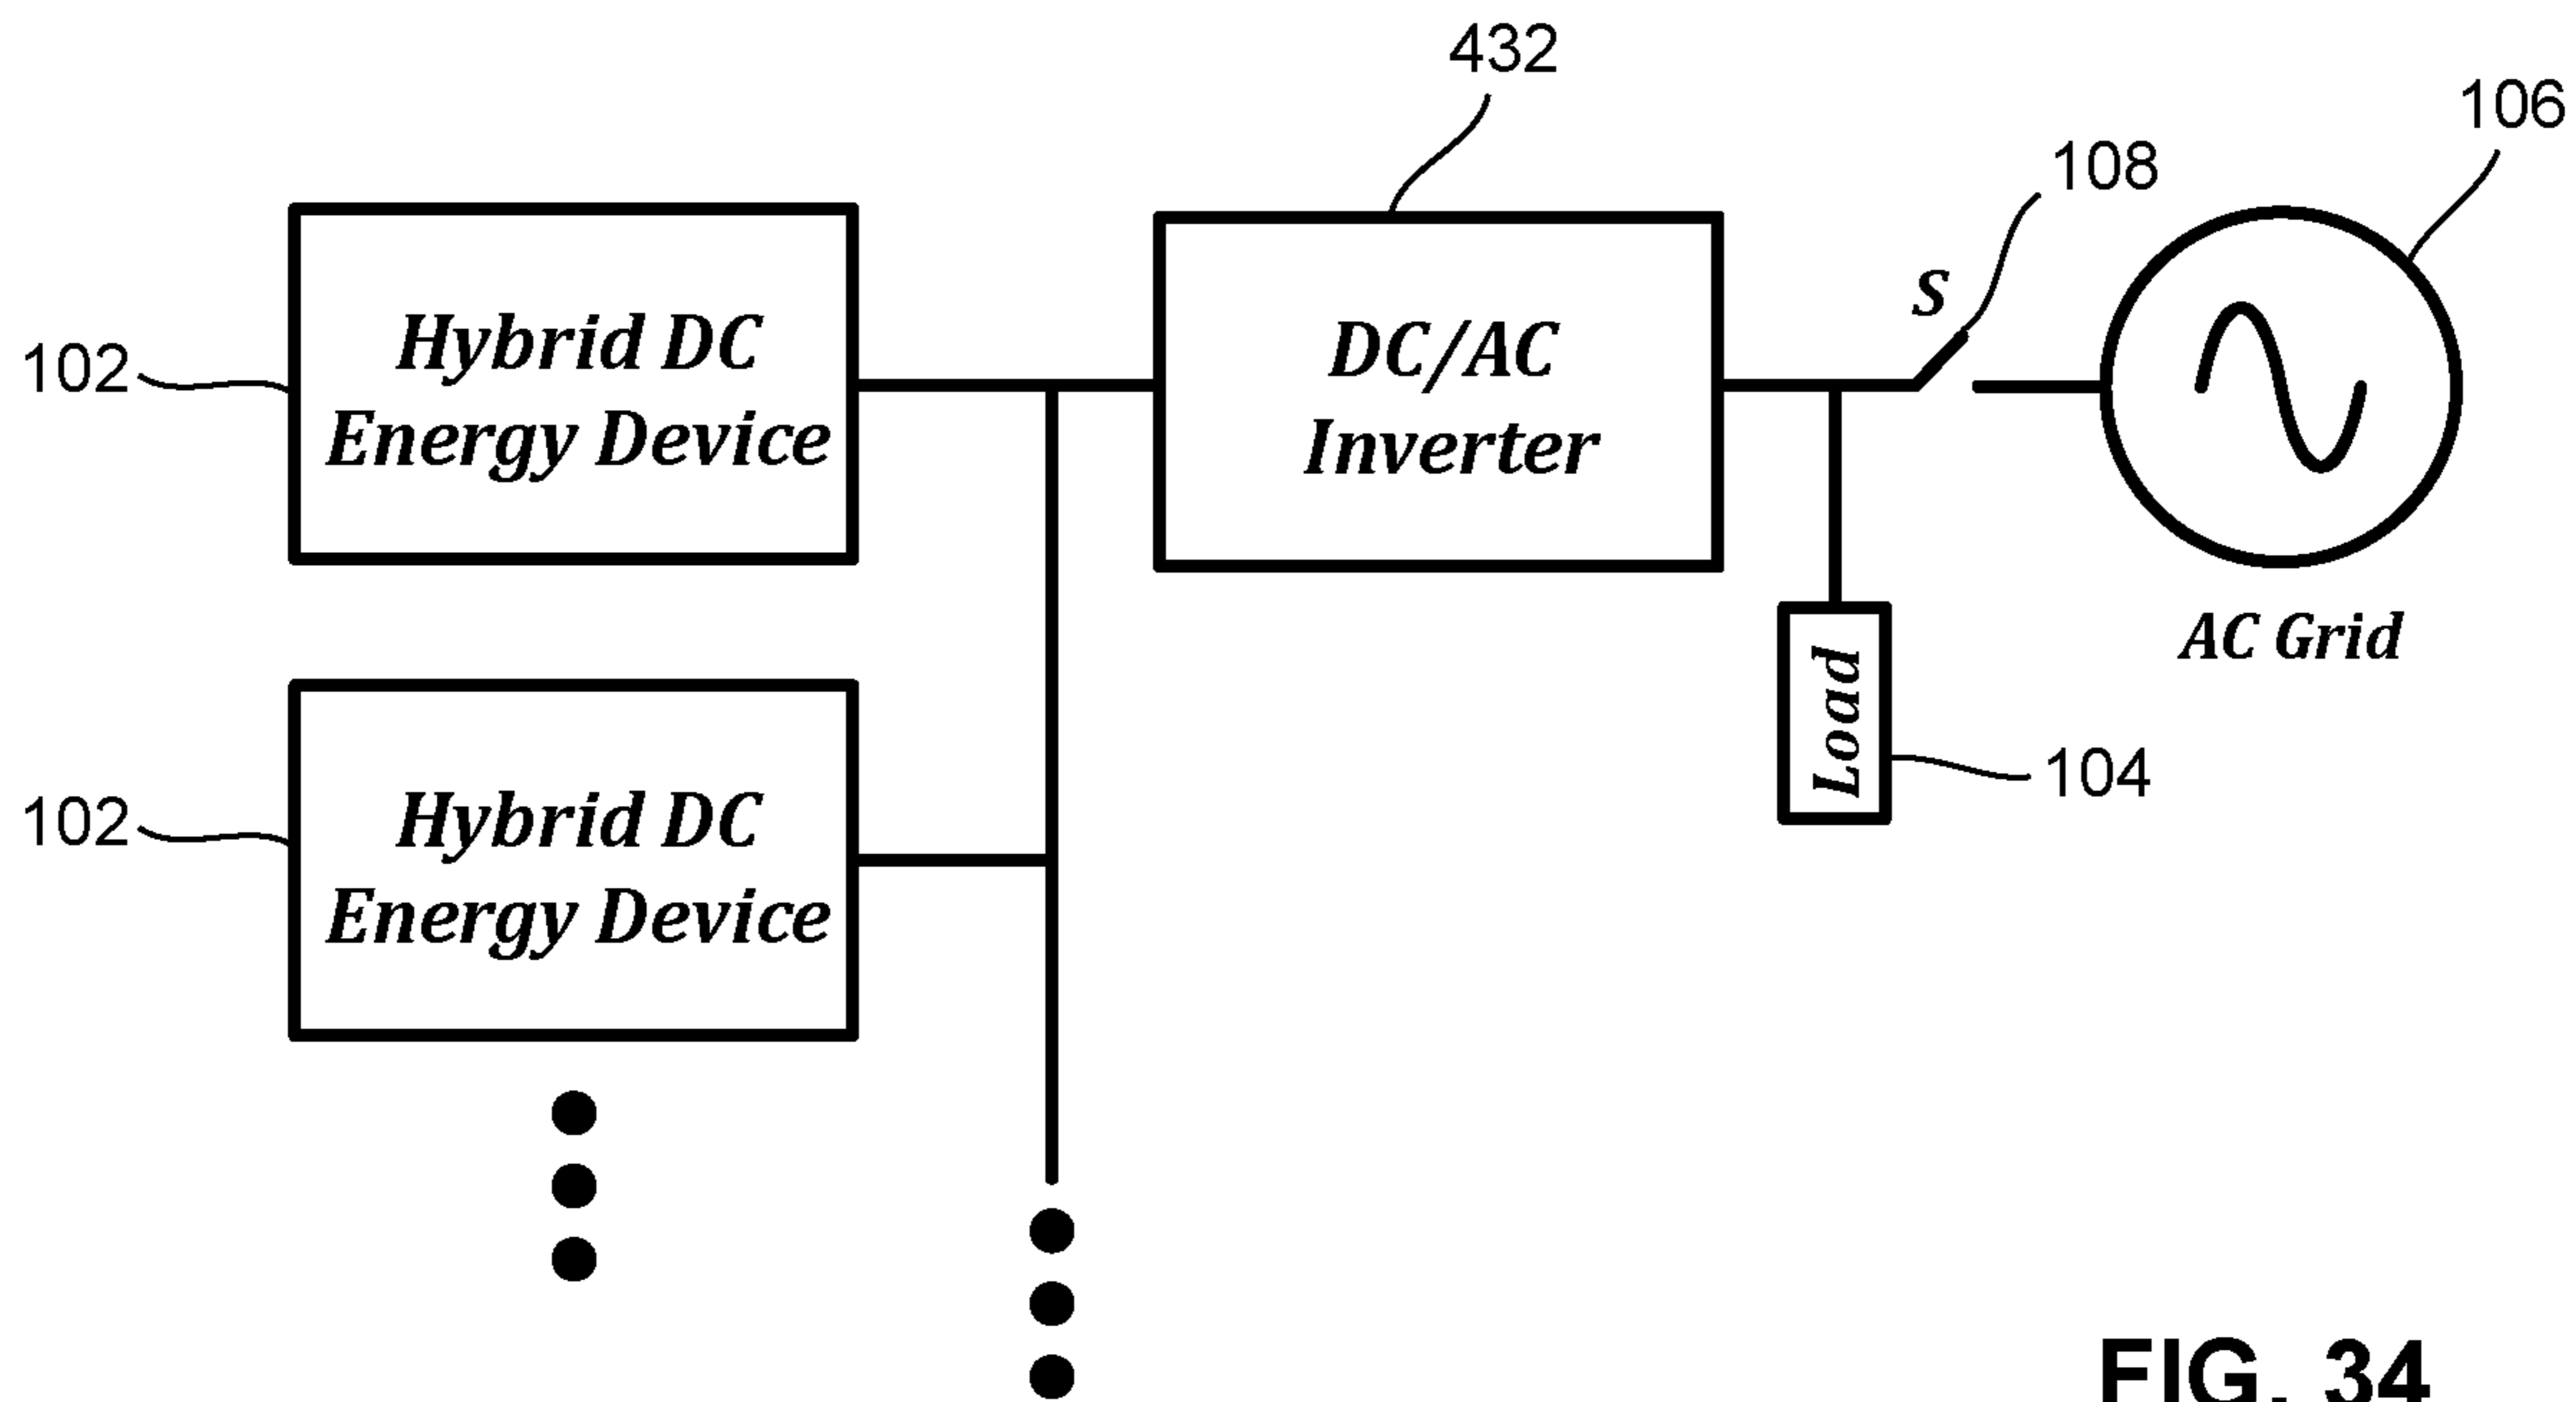 432
106
108
S
102
Hybrid DC
Energy Device
DC/AC
Inverter
AC Grid
Load
104
102
Hybrid DC
Energy Device
FIG. 34